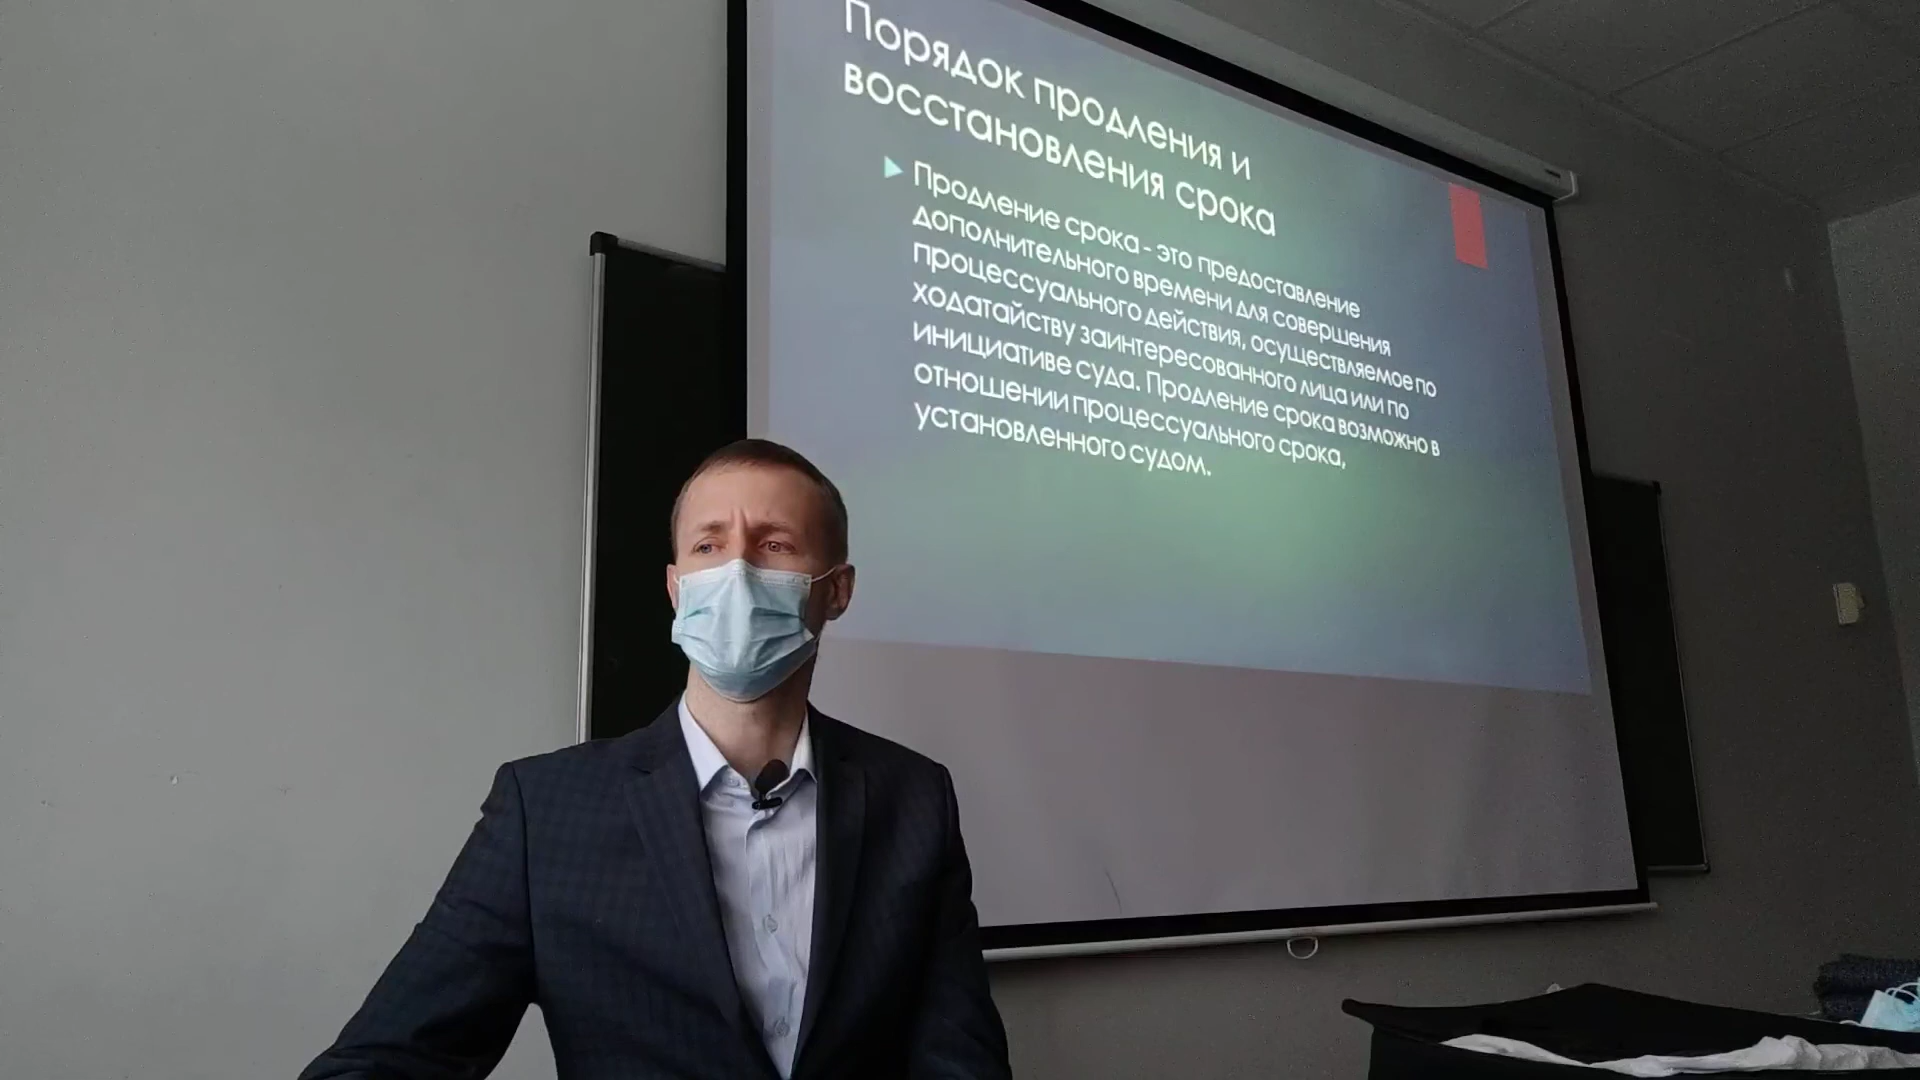 Порядок продления и
восстановления срока
Продление срока - это предоставление
дополнительного времени для совершения
процессуального действия, осуществляемое по
ходатайству заинтересованного лица или по
инициативе суда. Продление срока возможно в
отношении процессуального срока,
установленного судом.